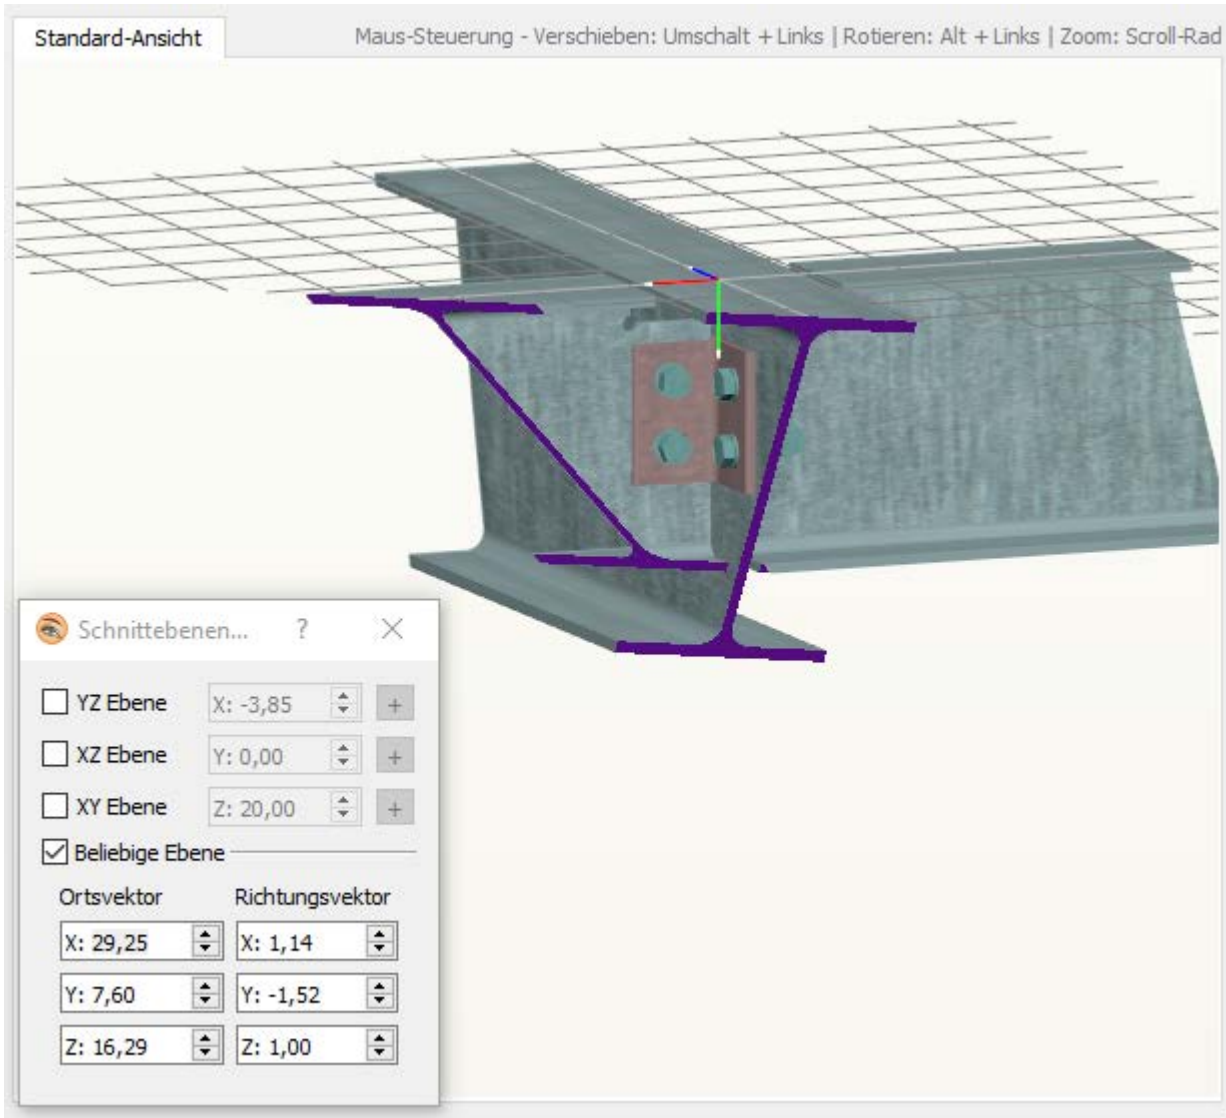 Standard-Ansicht
Maus-Steuerung - Verschieben: Umschalt + Links | Rotieren: Alt + Links | Zoom: Scroll-Rad
Schnittebenen... ?
YZ Ebene X: -3,85 +
XZ Ebene Y: 0,00 +
XY Ebene Z: 20,00 +
Beliebige Ebene
Ortsvektor Richtungsvektor
X: 29,25 X: 1,14
Y: 7,60 Y: -1,52
Z: 16,29 Z: 1,00